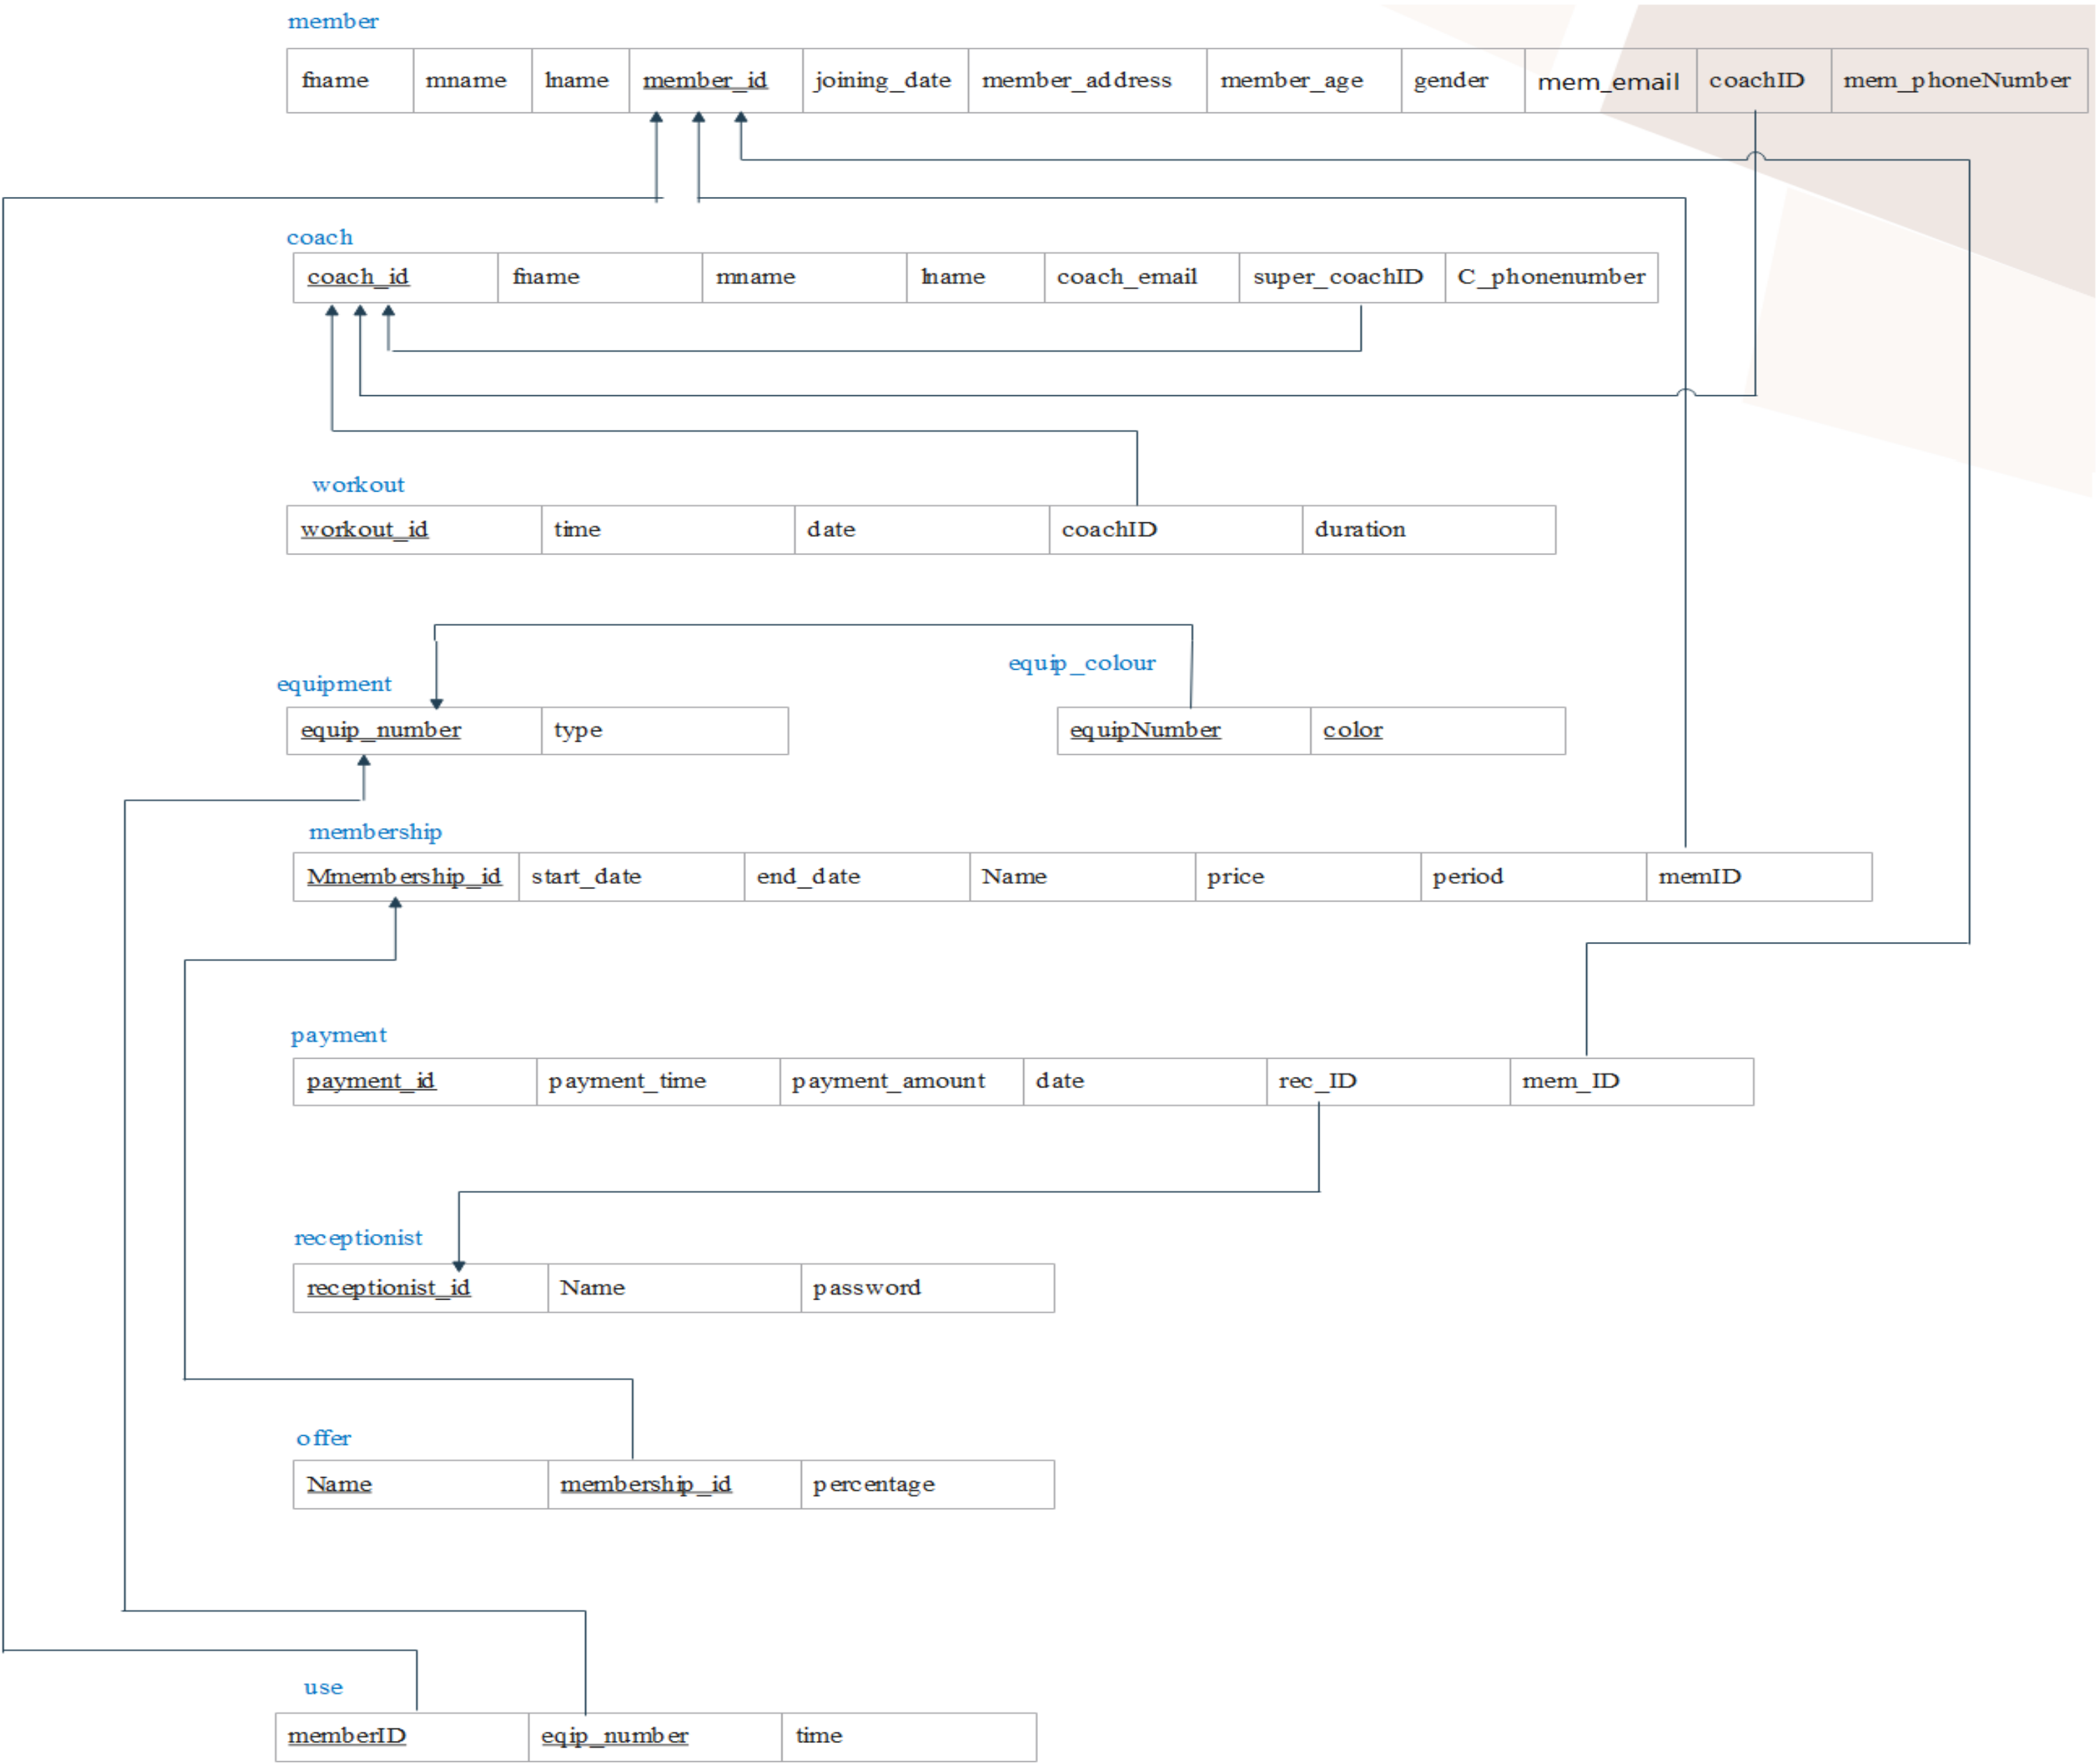 member
fname mname lname member_id joining_date member_address member_age gender mem_email coachID mem_phoneNumber
coach
coach_id fname mname lname coach_email super_coachID C_phonenumber
workout
workout_id time date coachID duration
equip_colour
equipment
equip_number type equipNumber color
membership
Mmembership_id start_date end_date Name price period memID
payment
payment_id payment_time payment_amount date rec_ID mem_ID
receptionist
receptionist_id Name password
offer
Name membership_id percentage
use
memberID eqip_number time